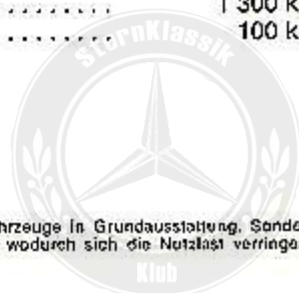 . . . . . . . . 1 300 k
. . . . . . . . 100 k
SternKlassik
hrzeuge in Grundausstattung, Sonde
wodurch sich die Nutzlast verringe
Klub